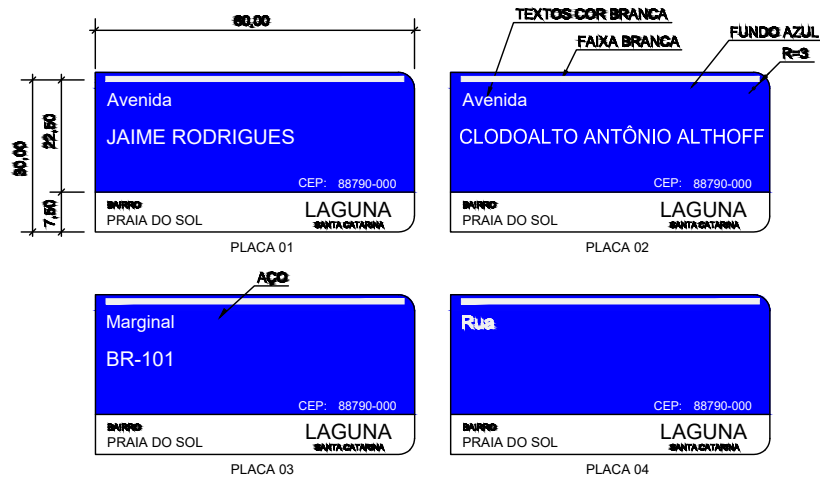 60,00
TEXTOS COR BRANCA
FAIXA BRANCA
FUNDO AZUL
R=3
30,00
22,50
7,50
Avenida
JAIME RODRIGUES
CEP: 88790-000
BAIRRO
PRAIA DO SOL
LAGUNA
SANTA CATARINA
PLACA 01
Avenida
CLODOALTO ANTÔNIO ALTHOFF
CEP: 88790-000
BAIRRO
PRAIA DO SOL
LAGUNA
SANTA CATARINA
PLACA 02
AÇO
Marginal
BR-101
CEP: 88790-000
BAIRRO
PRAIA DO SOL
LAGUNA
SANTA CATARINA
PLACA 03
Rua
CEP: 88790-000
BAIRRO
PRAIA DO SOL
LAGUNA
SANTA CATARINA
PLACA 04